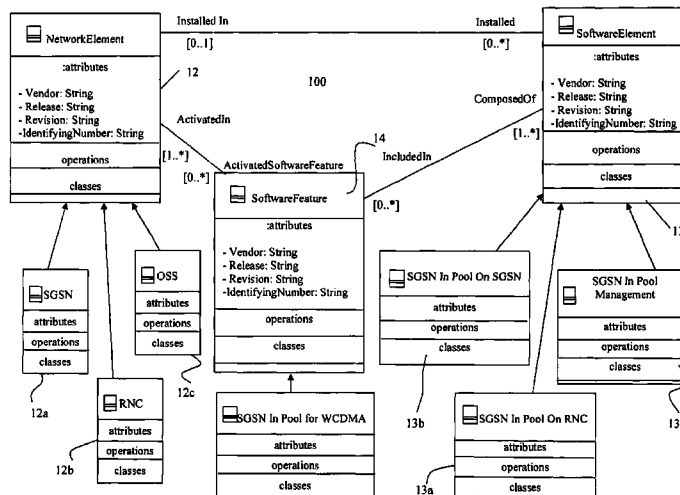 Installed In
Installed
NetworkElement
[0..1]
[0..*]
SoftwareElement
:attributes
- Vendor: String
- Release: String
- Revision: String
-IdentifyingNumber: String
operations
classes
12
100
:attributes
- Vendor: String
- Release: String
- Revision: String
-IdentifyingNumber: String
operations
classes
ActivatedIn
ComposedOf
[1..*]
[1..*]
[0..*]
ActivatedSoftwareFeature
14
IncludedIn
[0..*]
SoftwareFeature
:attributes
- Vendor: String
- Release: String
- Revision: String
-IdentifyingNumber: String
operations
classes
SGSN
attributes
operations
classes
12a
OSS
attributes
operations
classes
12c
RNC
attributes
operations
classes
12b
SGSN In Pool On SGSN
attributes
operations
classes
13b
SGSN In Pool
Management
attributes
operations
classes
SGSN In Pool for WCDMA
attributes
operations
classes
SGSN In Pool On RNC
attributes
operations
classes
13a